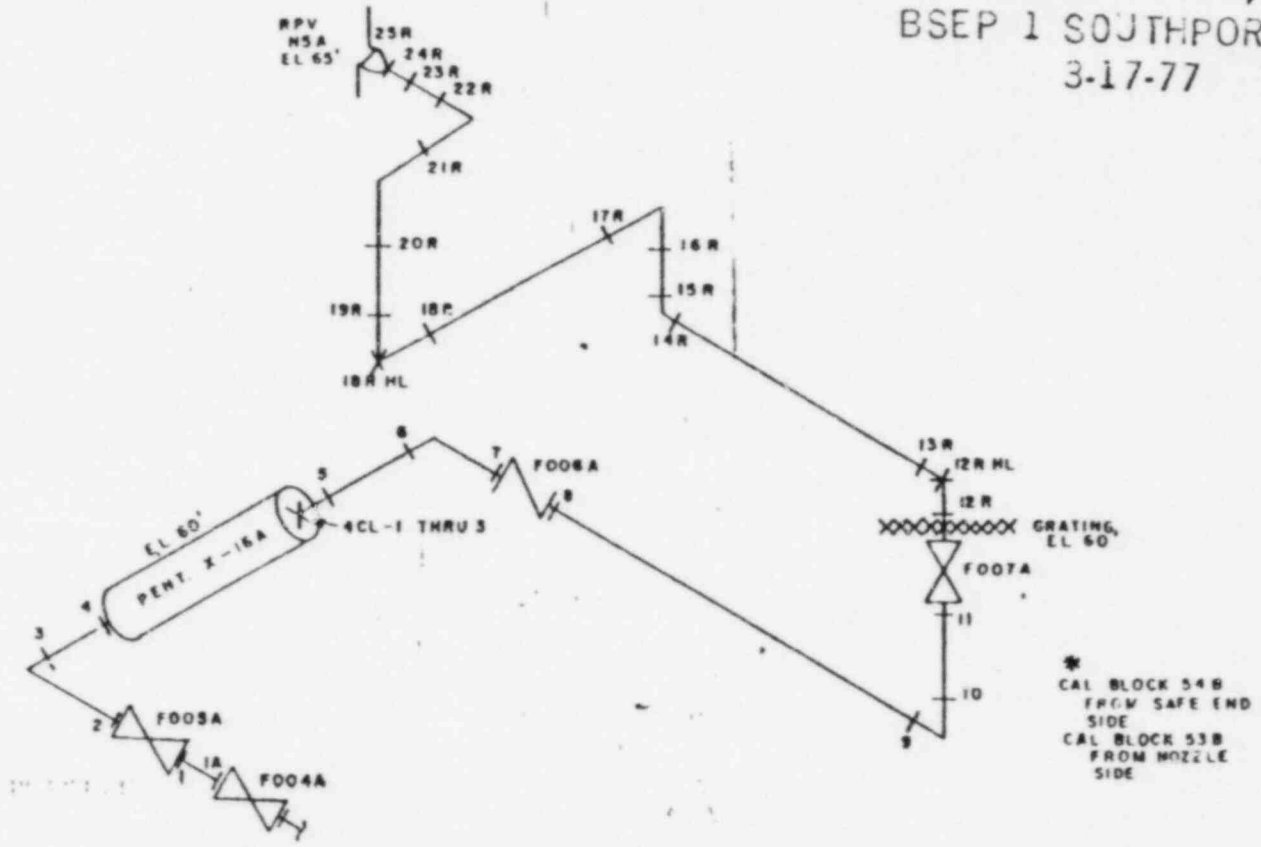 BSEP 1 SOUTHPOR
3-17-77
RPV
N5A
EL 65'
25R
24R
23R
22R
21R
20R
19R
18R
18R HL
17R
16R
15R
14R
13R
12R HL
12R
GRATING,
EL 60'
F007A
11
10
9
8
F006A
7
6
5
4CL-1 THRU 3
EL 60'
PENT. X-16A
4
3
2
F005A
1
1A
F004A
*
CAL BLOCK 54B
FROM SAFE END
SIDE
CAL BLOCK 53B
FROM NOZZLE
SIDE